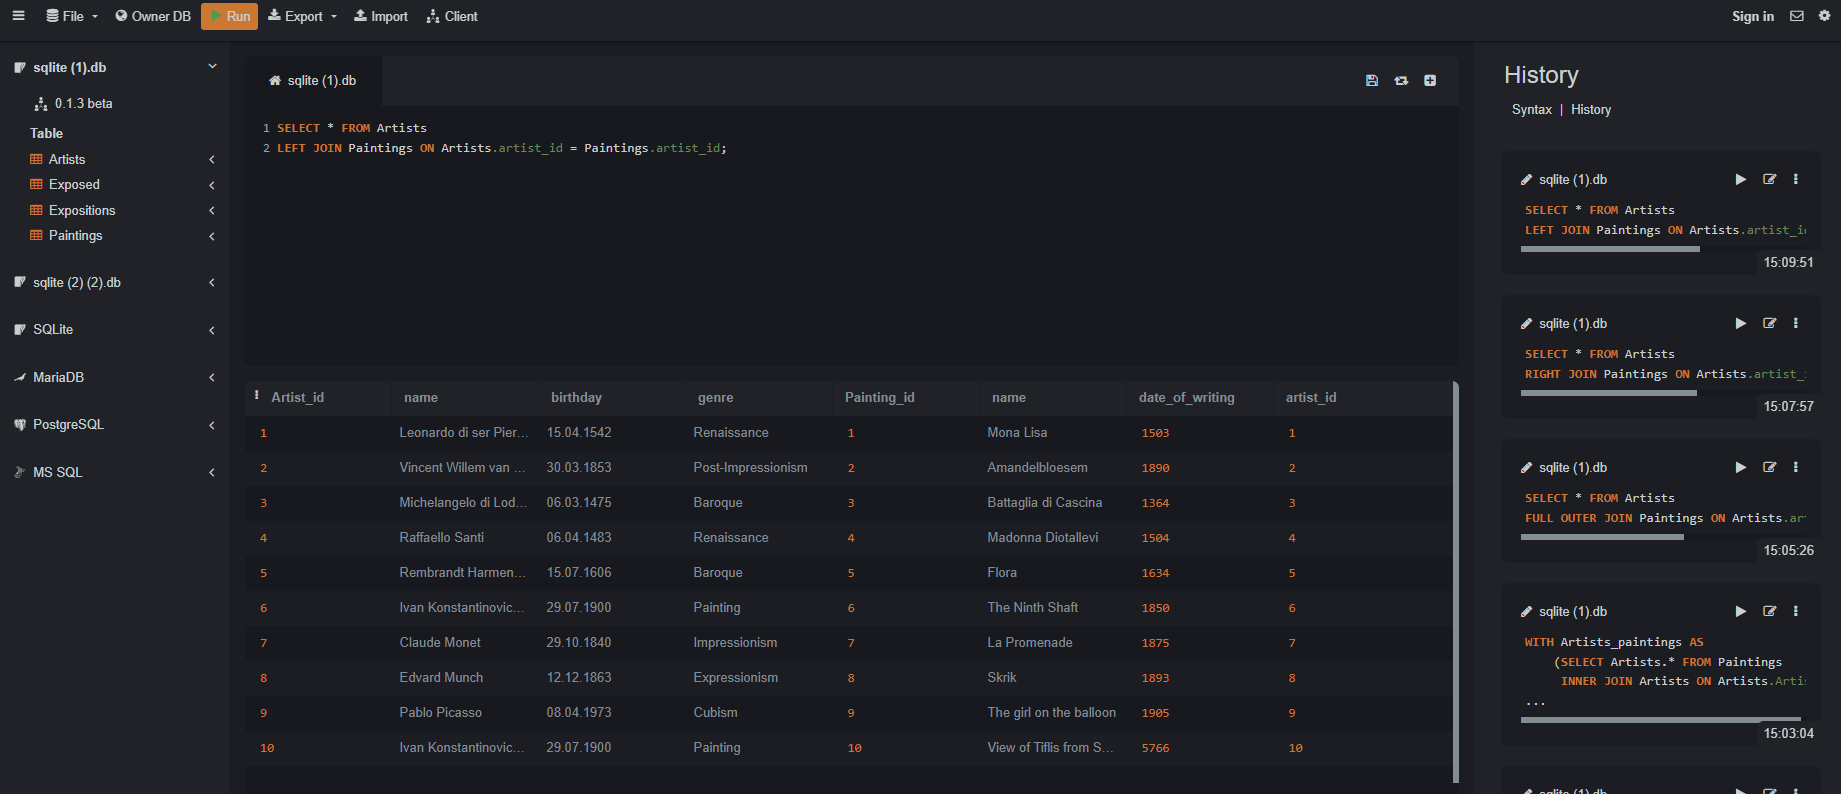 File Owner DB Run Export Import Client Sign in
sqlite (1).db
0.1.3 beta
Table
Artists
Exposed
Expositions
Paintings
sqlite (2) (2).db
SQLite
MariaDB
PostgreSQL
MS SQL
sqlite (1).db
1 SELECT * FROM Artists
2 LEFT JOIN Paintings ON Artists.artist_id = Paintings.artist_id;
Artist_id name birthday genre Painting_id name date_of_writing artist_id
1 Leonardo di ser Pier... 15.04.1542 Renaissance 1 Mona Lisa 1503 1
2 Vincent Willem van ... 30.03.1853 Post-Impressionism 2 Amandelbloesem 1890 2
3 Michelangelo di Lod... 06.03.1475 Baroque 3 Battaglia di Cascina 1364 3
4 Raffaello Santi 06.04.1483 Renaissance 4 Madonna Diotallevi 1504 4
5 Rembrandt Harmen... 15.07.1606 Baroque 5 Flora 1634 5
6 Ivan Konstantinovic... 29.07.1900 Painting 6 The Ninth Shaft 1850 6
7 Claude Monet 29.10.1840 Impressionism 7 La Promenade 1875 7
8 Edvard Munch 12.12.1863 Expressionism 8 Skrik 1893 8
9 Pablo Picasso 08.04.1973 Cubism 9 The girl on the balloon 1905 9
10 Ivan Konstantinovic... 29.07.1900 Painting 10 View of Tiflis from S... 5766 10
History
Syntax | History
sqlite (1).db
SELECT * FROM Artists
LEFT JOIN Paintings ON Artists.artist_id
15:09:51
sqlite (1).db
SELECT * FROM Artists
RIGHT JOIN Paintings ON Artists.artist_
15:07:57
sqlite (1).db
SELECT * FROM Artists
FULL OUTER JOIN Paintings ON Artists.ar
15:05:26
sqlite (1).db
WITH Artists_paintings AS
(SELECT Artists.* FROM Paintings
INNER JOIN Artists ON Artists.Arti
...
15:03:04
sqlite (1).db